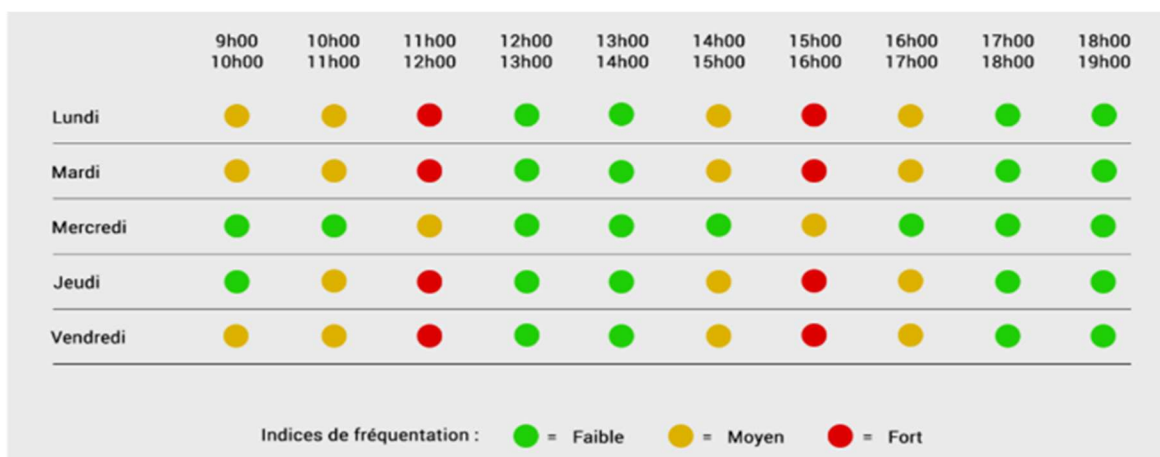 9h00 10h00 11h00 12h00 13h00 14h00 15h00 16h00 17h00 18h00
10h00 11h00 12h00 13h00 14h00 15h00 16h00 17h00 18h00 19h00
Lundi
Mardi
Mercredi
Jeudi
Vendredi
Indices de fréquentation : = Faible = Moyen = Fort